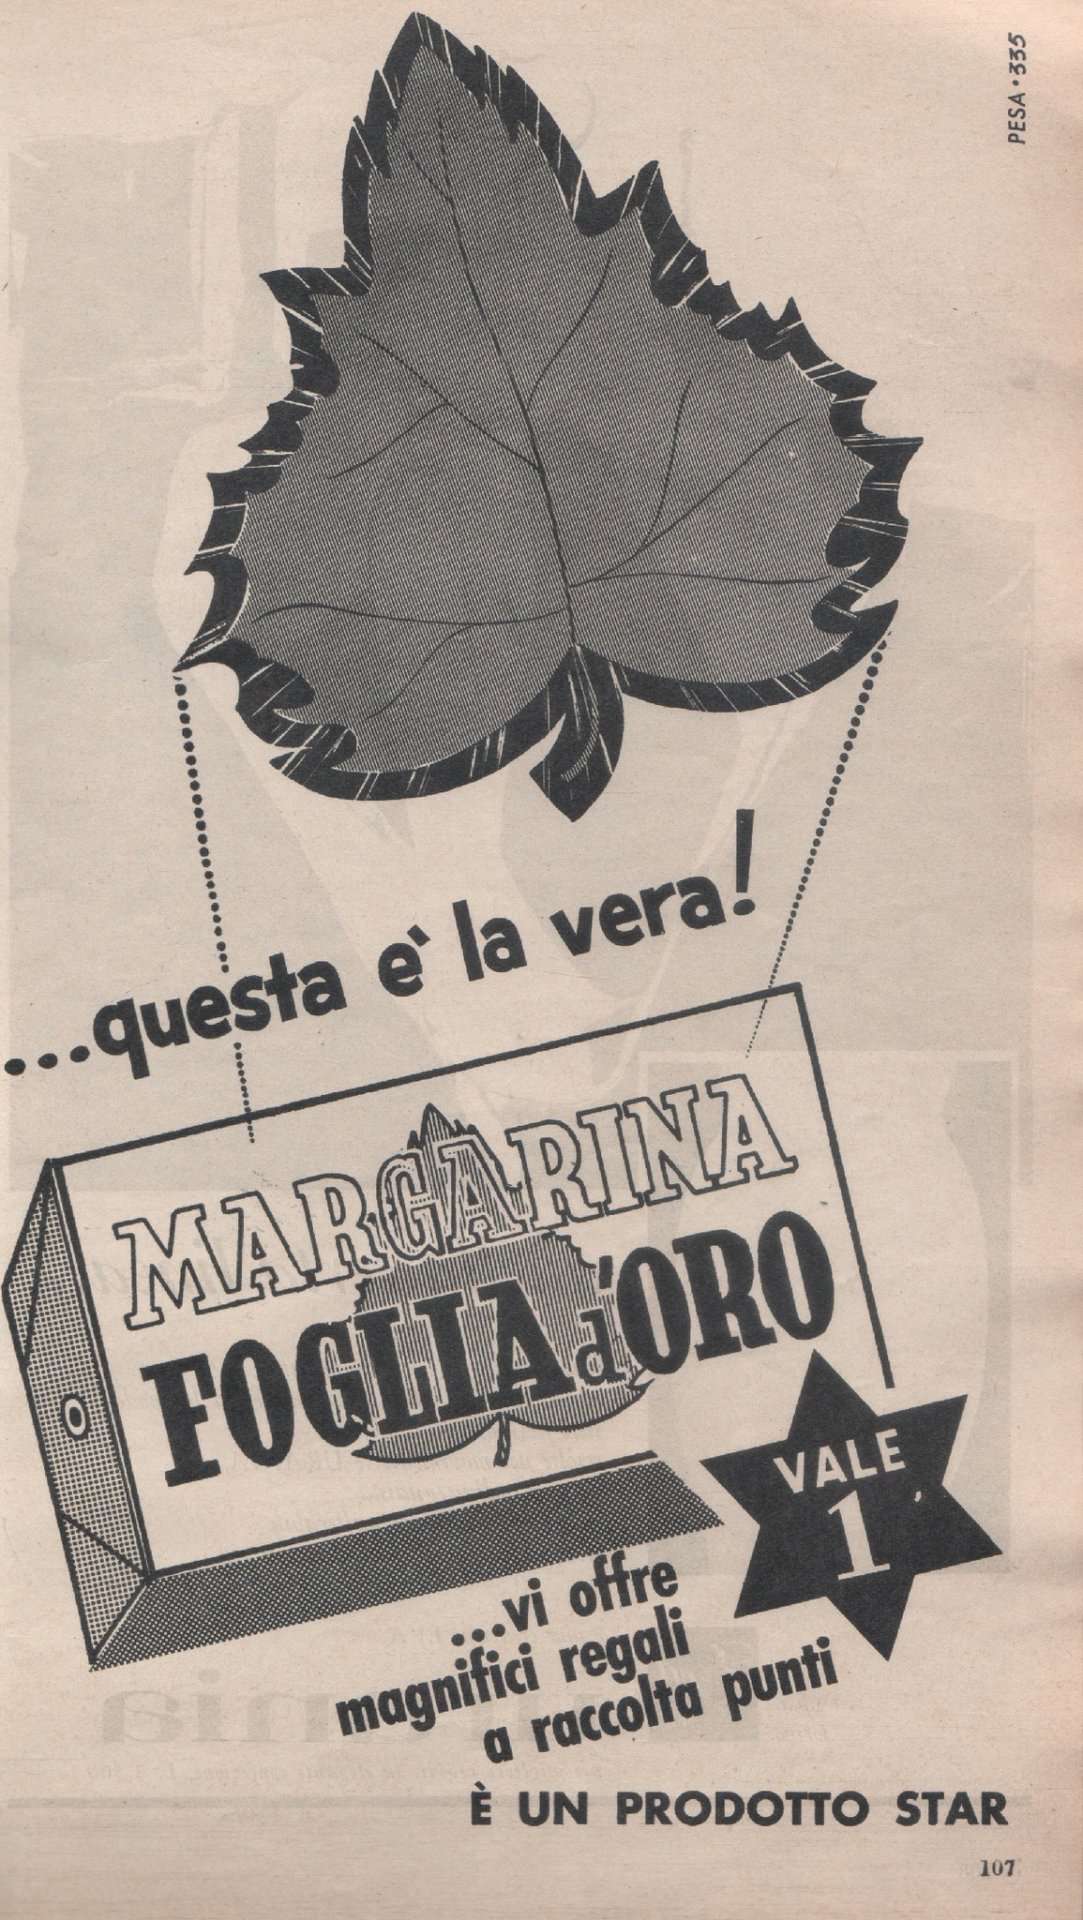 PESA • 335
...questa e' la vera!
MARGARINA
FOGLIA d'ORO
VALE
1
...vi offre
magnifici regali
a raccolta punti
È UN PRODOTTO STAR
107